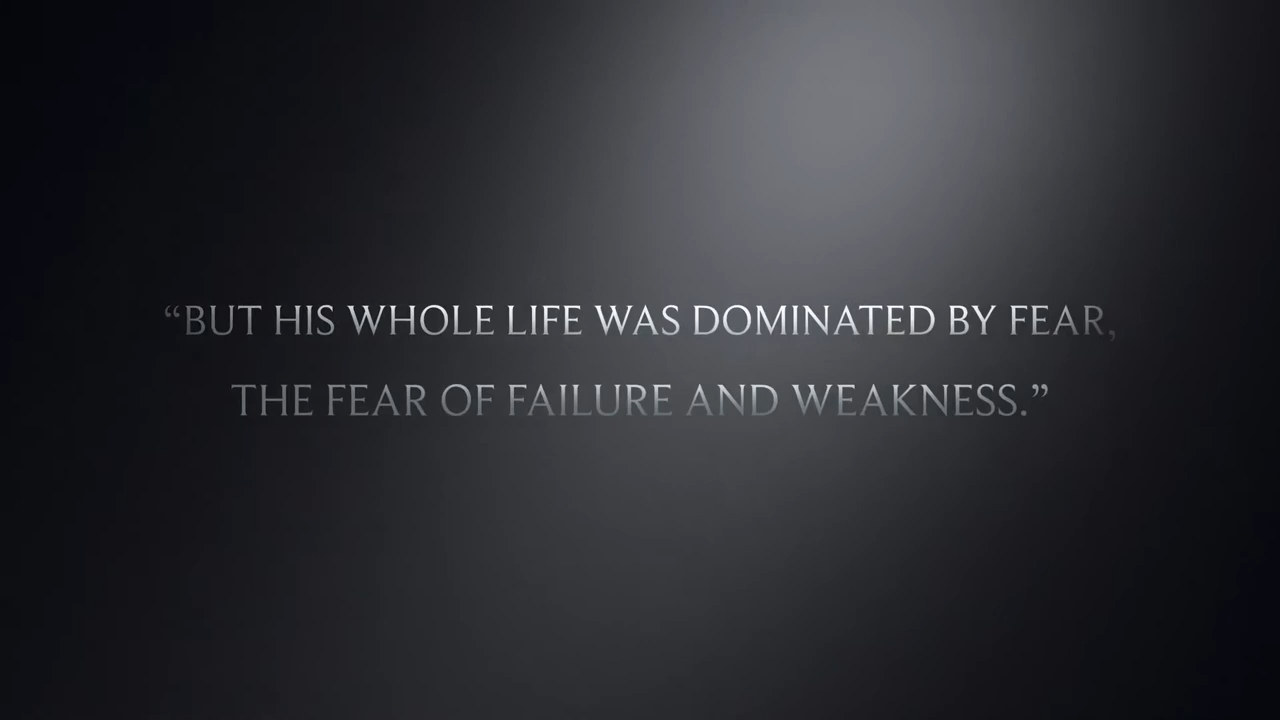 “BUT HIS WHOLE LIFE WAS DOMINATED BY FEAR,
THE FEAR OF FAILURE AND WEAKNESS.”